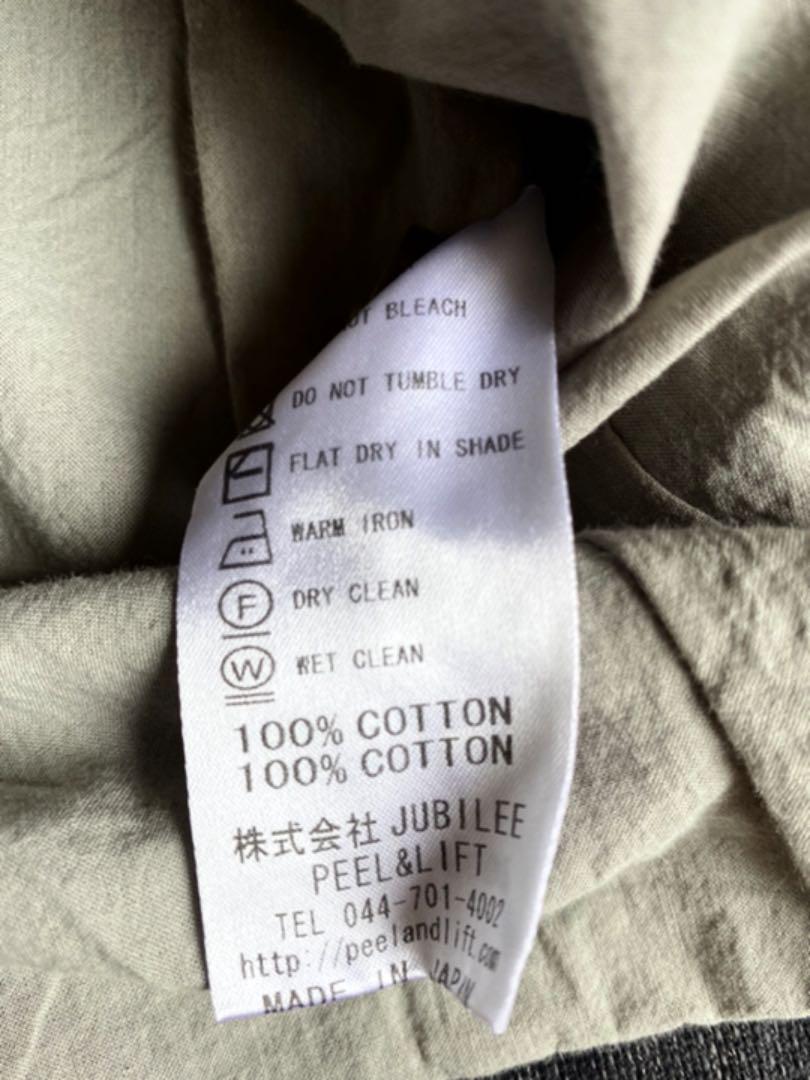 BLEACH
DO NOT TUMBLE DRY
FLAT DRY IN SHADE
WARM IRON
F DRY CLEAN
W WET CLEAN
100% COTTON
100% COTTON
株式会社 JUBILEE
PEEL&LIFT
TEL 044-701-4002
http://peelandlift.com
MADE IN JAPAN